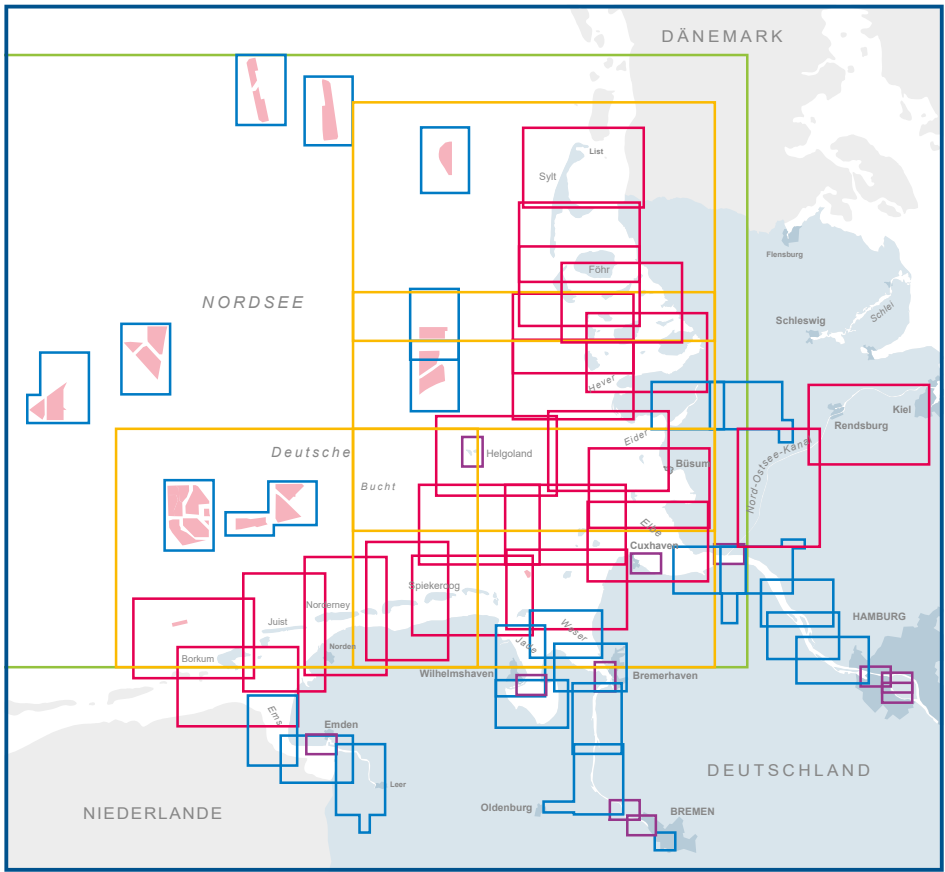 DÄNEMARK
List
Sylt
Flensburg
Föhr
NORDSEE
Schlei
Schleswig
Hever
Kiel
Rendsburg
Eider
Nord-Ostsee-Kanal
Deutsche
Helgoland
Büsum
Bucht
Elbe
Cuxhaven
Spiekeroog
Norderney
HAMBURG
Juist
Weser
Jade
Norden
Borkum
Wilhelmshaven
Bremerhaven
Ems
Emden
DEUTSCHLAND
Leer
Oldenburg
BREMEN
NIEDERLANDE